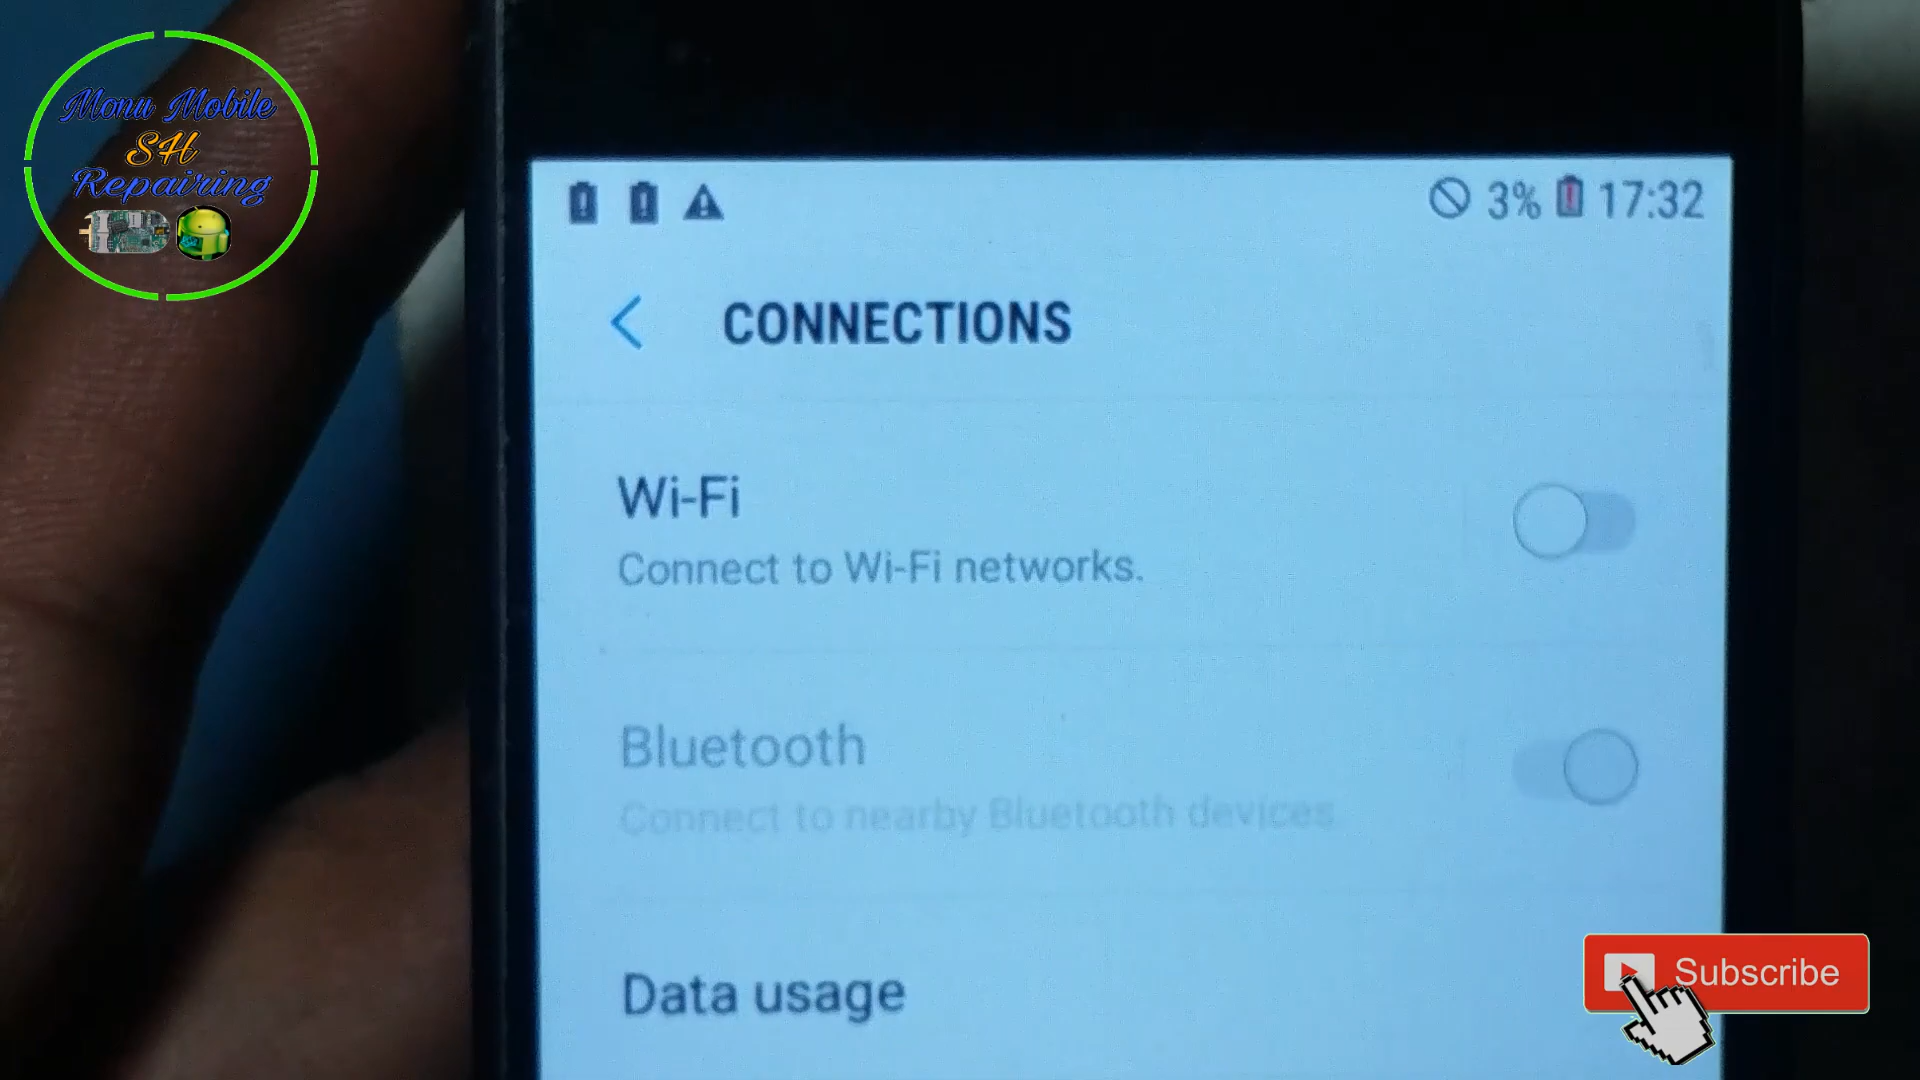 Monu Mobile
SH
Repairing
3% 17:32
CONNECTIONS
Wi-Fi
Connect to Wi-Fi networks.
Bluetooth
Connect to nearby Bluetooth devices.
Data usage
Subscribe